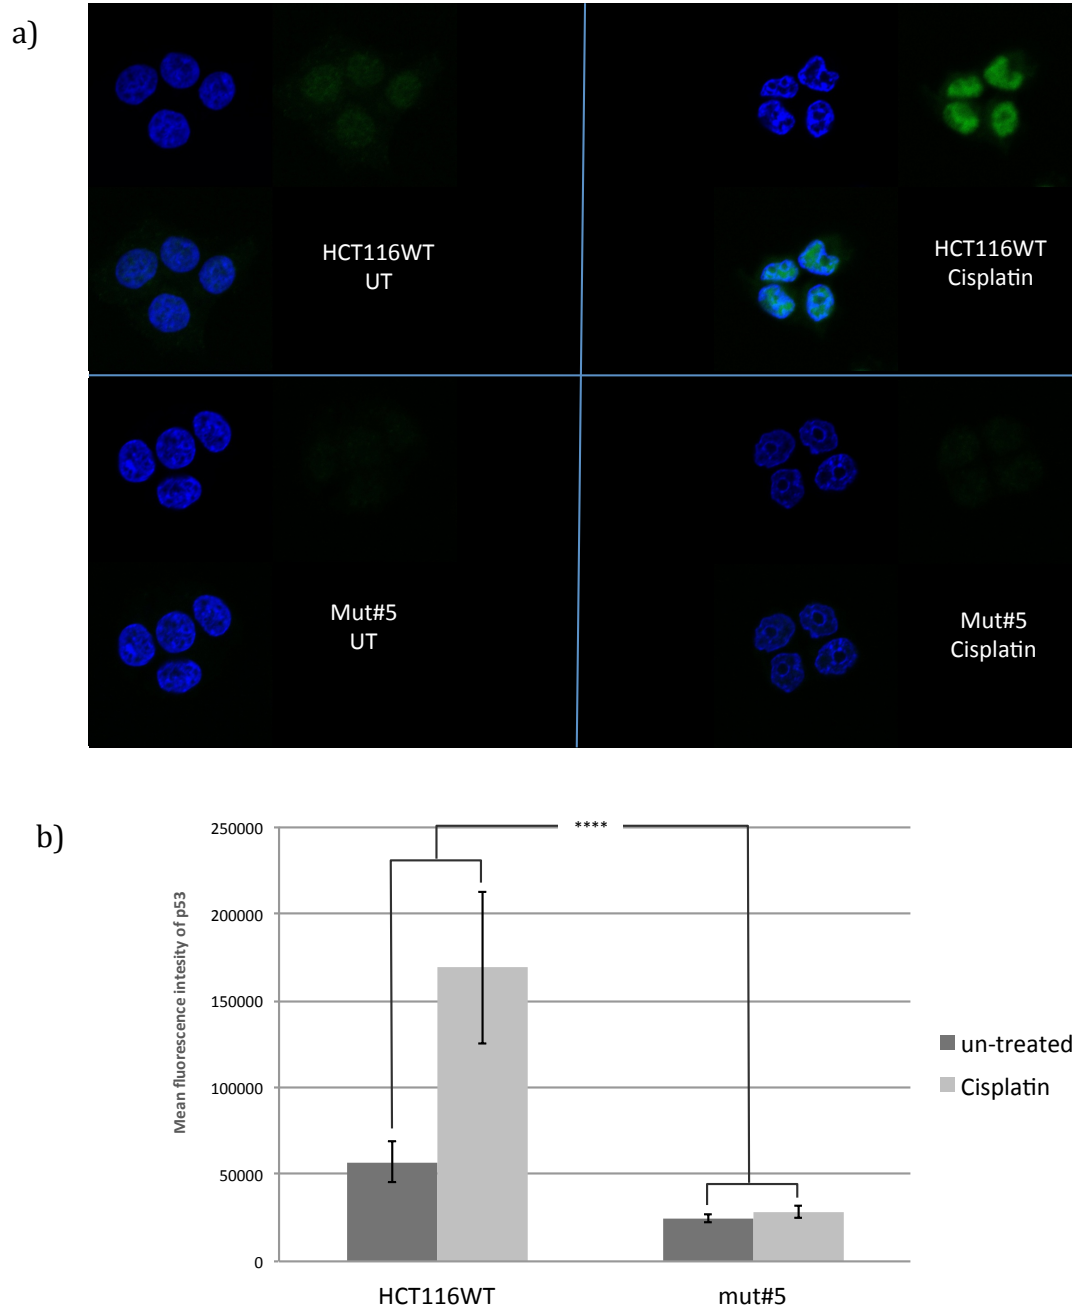 a)
HCT116WT
UT
HCT116WT
Cisplatin
Mut#5
UT
Mut#5
Cisplatin
b)
Mean fluorescence intesity of p53
250000
200000
150000
100000
50000
0
****
HCT116WT
mut#5
un-treated
Cisplatin